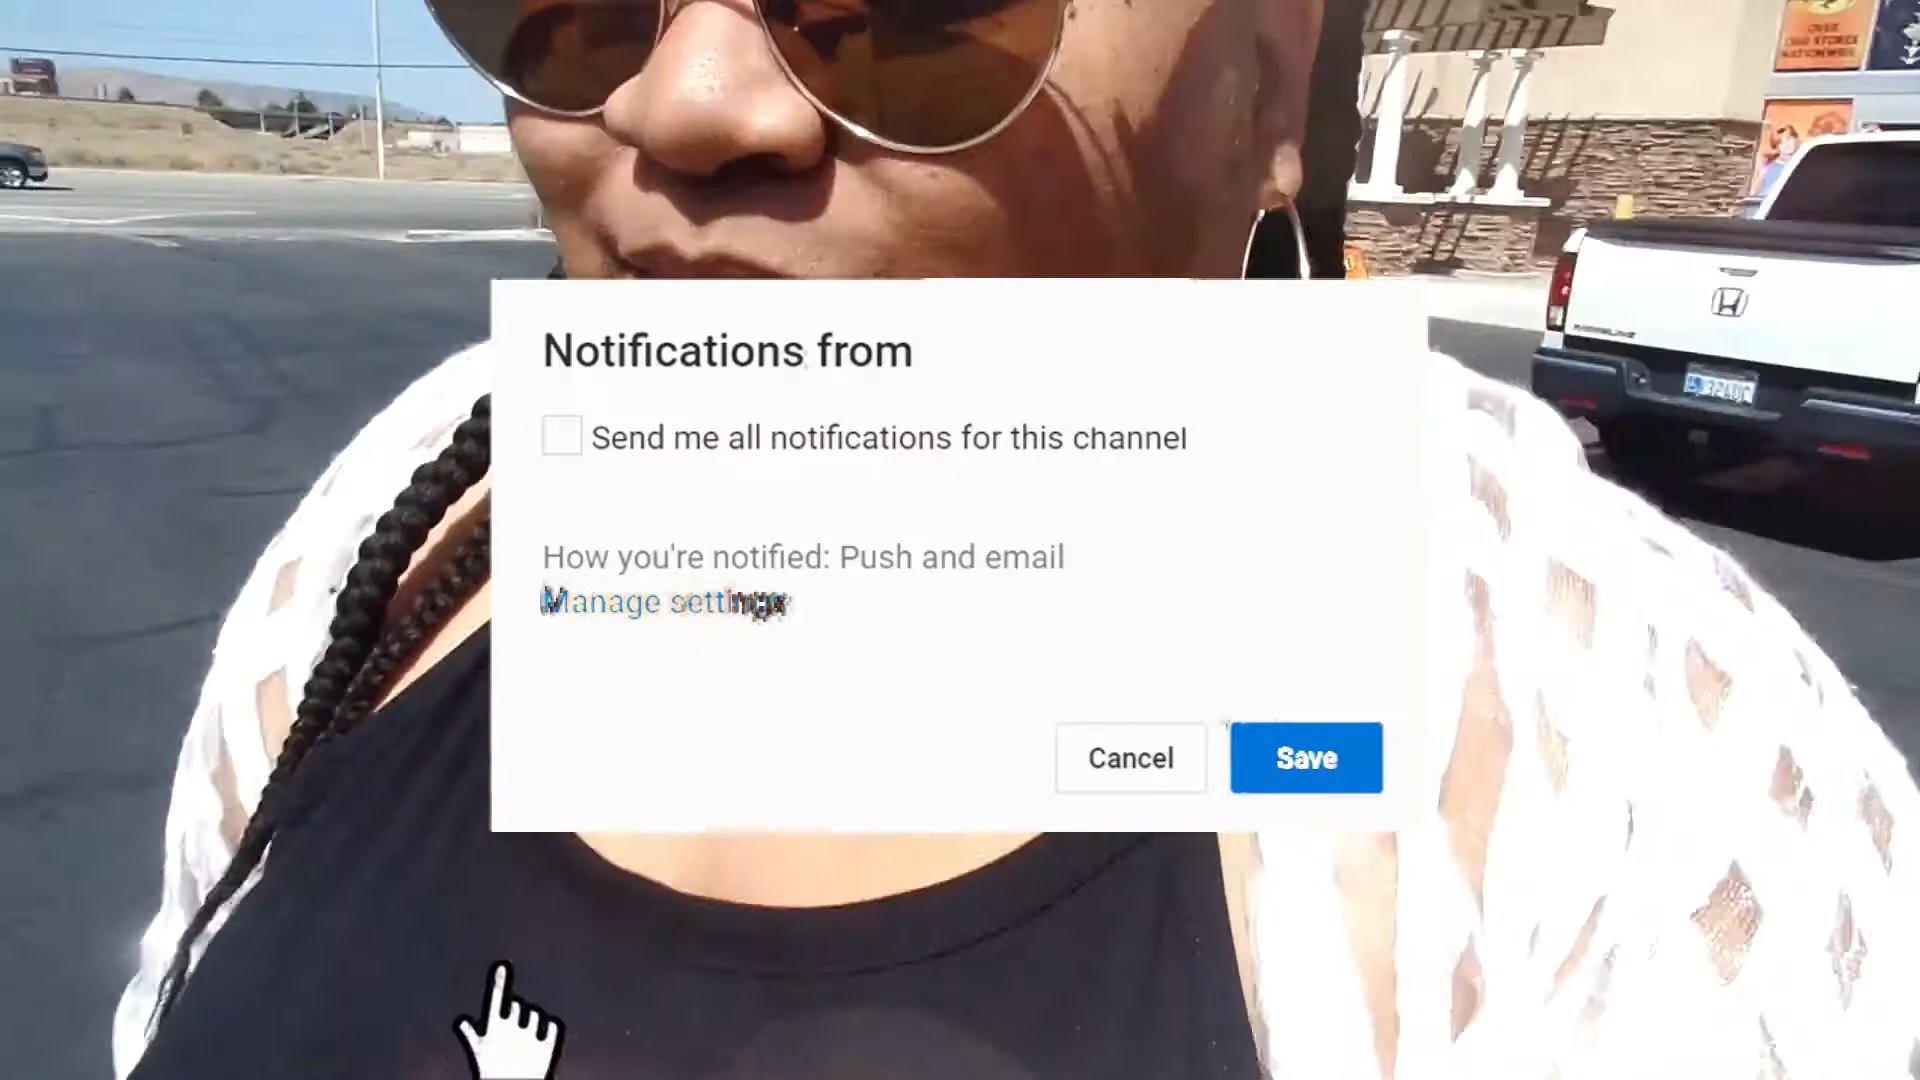 OVER
Notifications from
Send me all notifications for this channel
How you're notified: Push and email
Manage settings
Cancel
Save